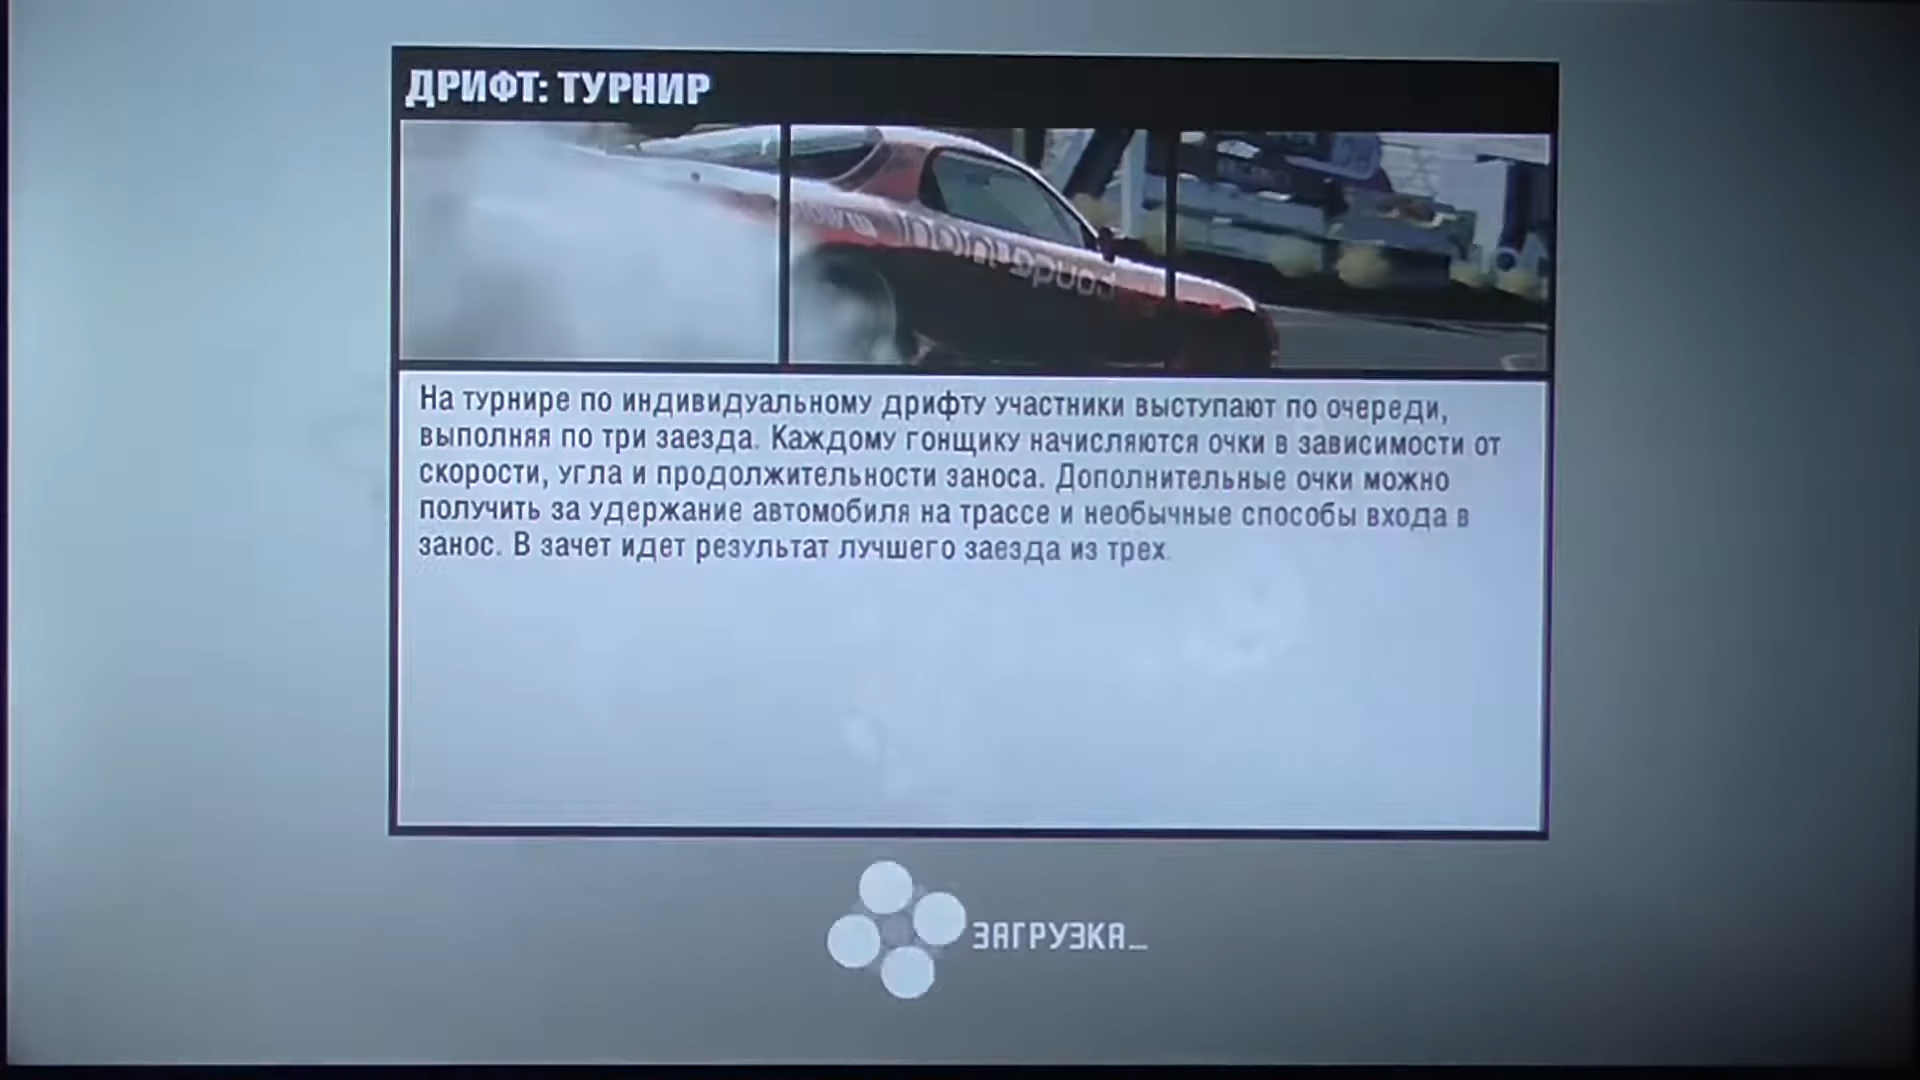 ДРИФТ: ТУРНИР
На турнире по индивидуальному дрифту участники выступают по очереди,
выполняя по три заезда. Каждому гонщику начисляются очки в зависимости от
скорости, угла и продолжительности заноса. Дополнительные очки можно
получить за удержание автомобиля на трассе и необычные способы входа в
занос. В зачет идет результат лучшего заезда из трех.
ЗАГРУЗКА...